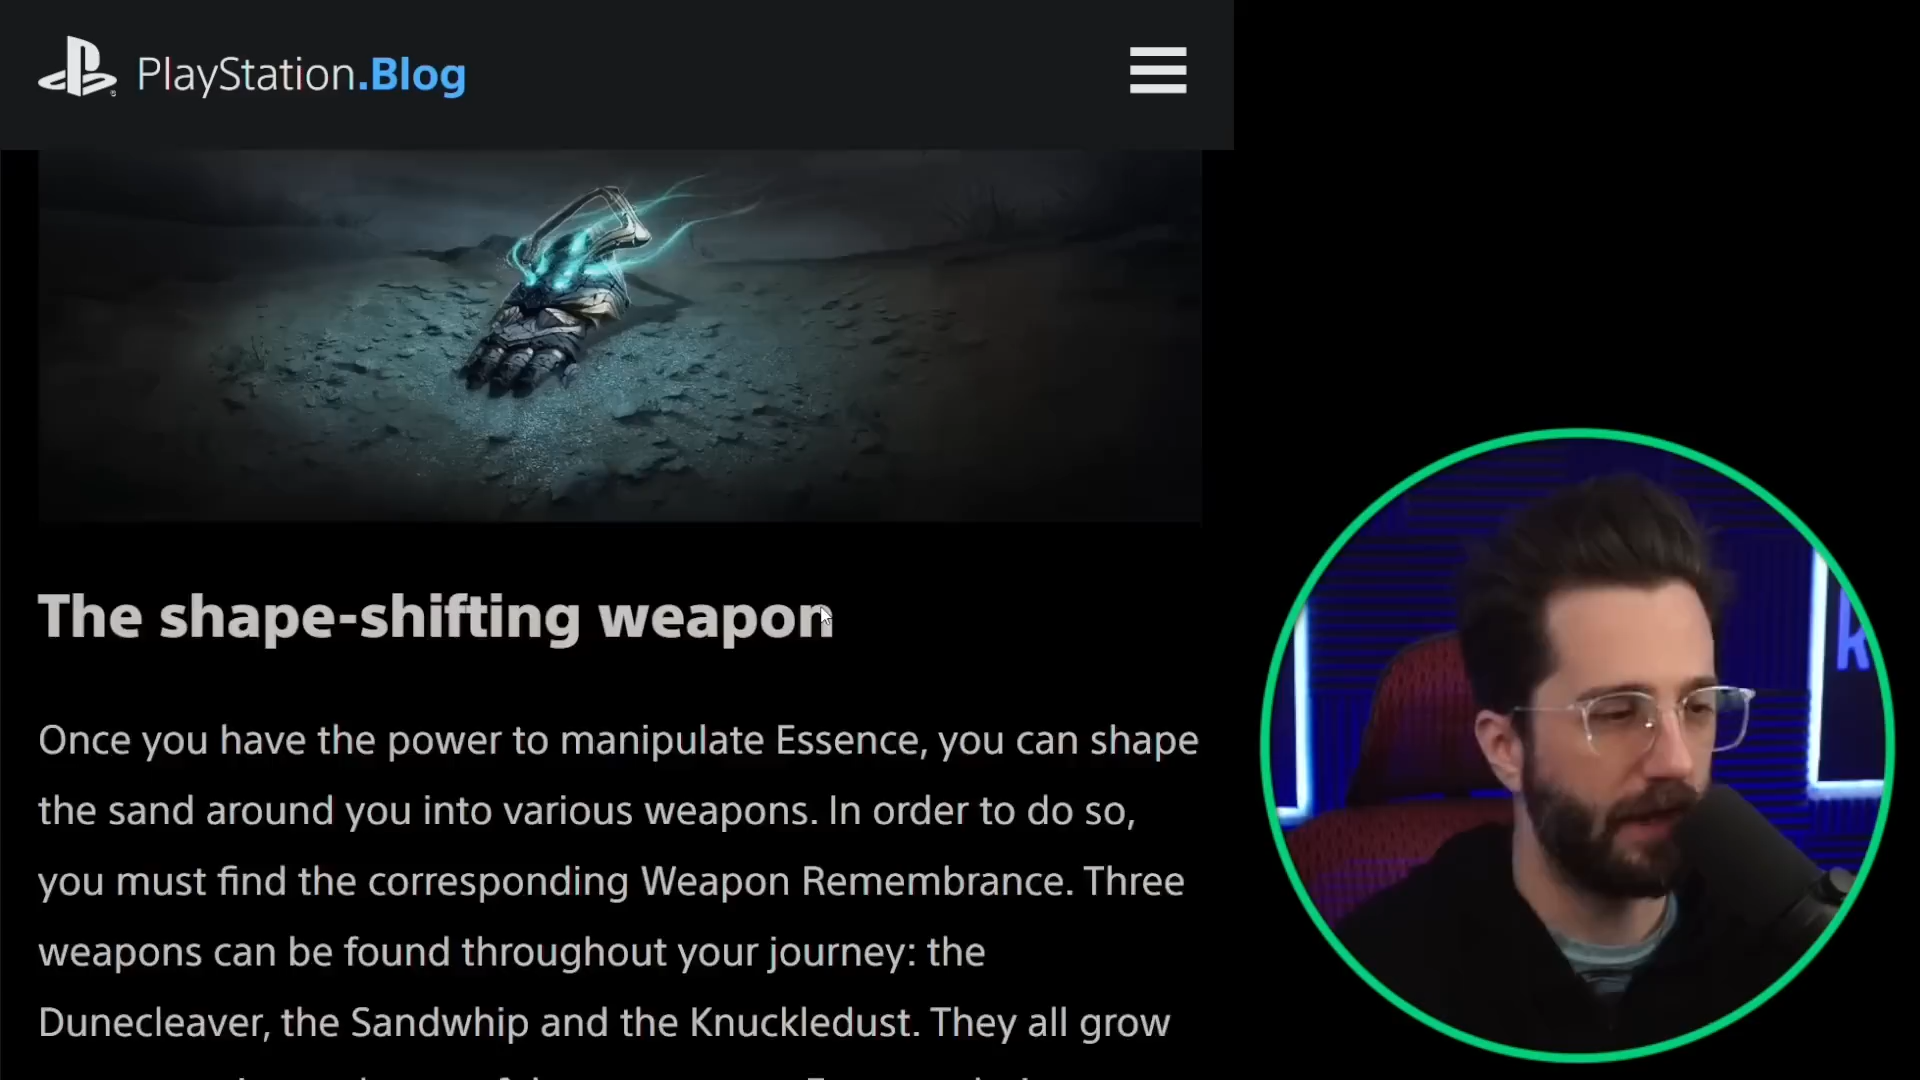 PlayStation.Blog
The shape-shifting weapon
Once you have the power to manipulate Essence, you can shape
the sand around you into various weapons. In order to do so,
you must find the corresponding Weapon Remembrance. Three
weapons can be found throughout your journey: the
Dunecleaver, the Sandwhip and the Knuckledust. They all grow